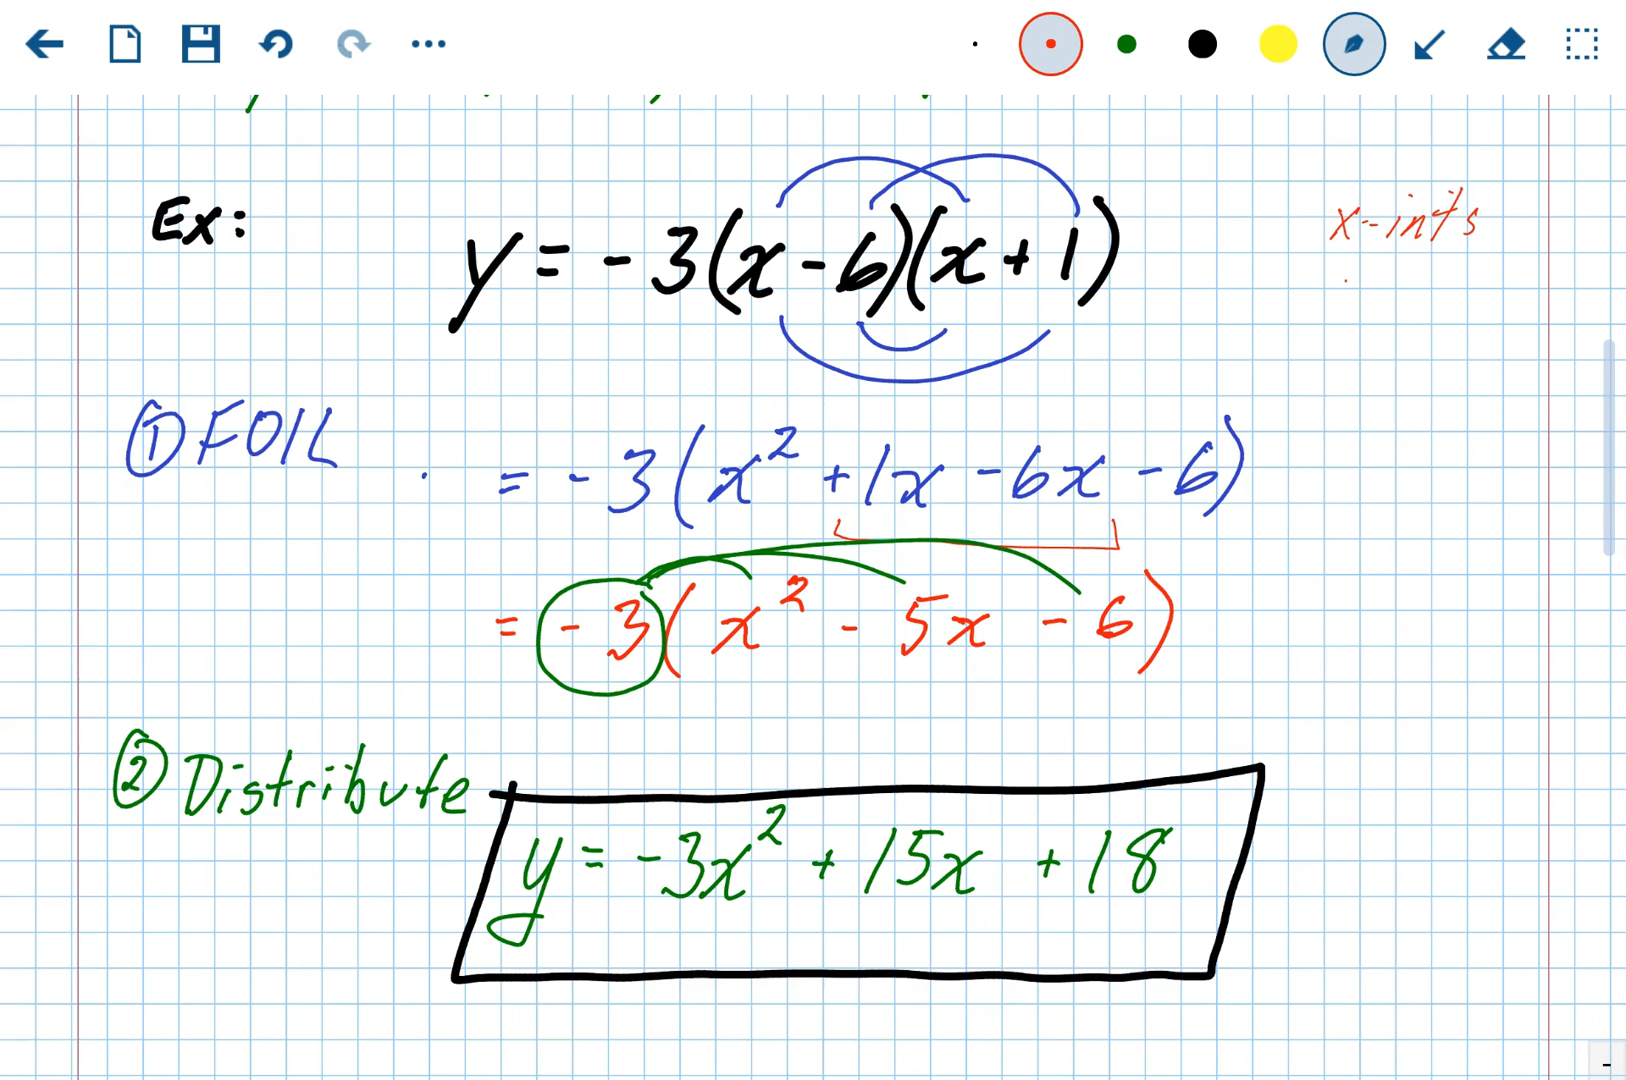 Ex:
y = -3(x - 6)(x + 1)
x-int's
① FOIL
= -3(x² + 1x - 6x - 6)
= -3(x² - 5x - 6)
② Distribute
y = -3x² + 15x + 18